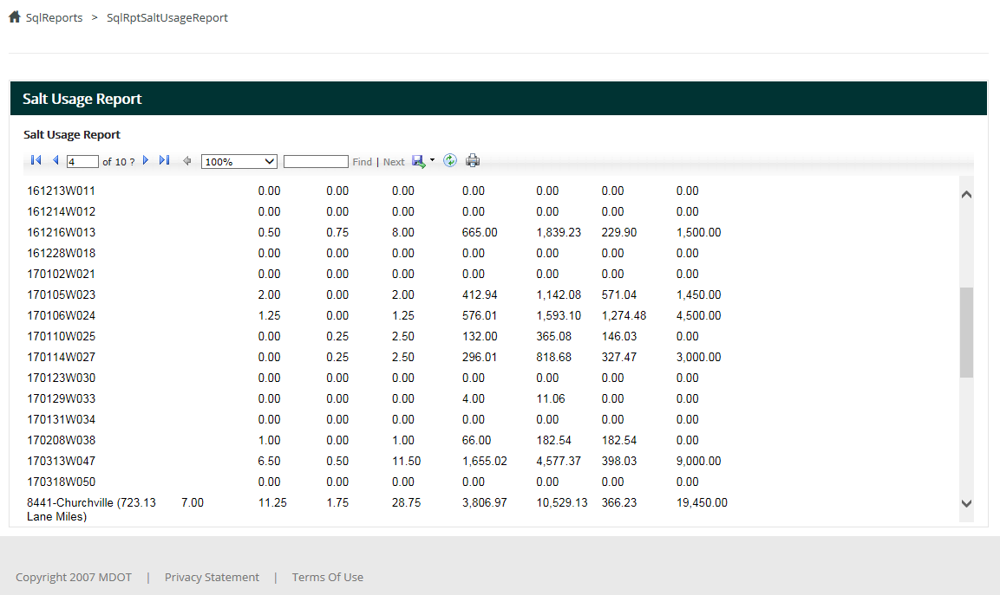 SqlReports > SqlRptSaltUsageReport
Salt Usage Report
Salt Usage Report
4 of 10 ? 100% Find | Next
161213W011 0.00 0.00 0.00 0.00 0.00 0.00 0.00
161214W012 0.00 0.00 0.00 0.00 0.00 0.00 0.00
161216W013 0.50 0.75 8.00 665.00 1,839.23 229.90 1,500.00
161228W018 0.00 0.00 0.00 0.00 0.00 0.00 0.00
170102W021 0.00 0.00 0.00 0.00 0.00 0.00 0.00
170105W023 2.00 0.00 2.00 412.94 1,142.08 571.04 1,450.00
170106W024 1.25 0.00 1.25 576.01 1,593.10 1,274.48 4,500.00
170110W025 0.00 0.25 2.50 132.00 365.08 146.03 0.00
170114W027 0.00 0.25 2.50 296.01 818.68 327.47 3,000.00
170123W030 0.00 0.00 0.00 0.00 0.00 0.00 0.00
170129W033 0.00 0.00 0.00 4.00 11.06 0.00 0.00
170131W034 0.00 0.00 0.00 0.00 0.00 0.00 0.00
170208W038 1.00 0.00 1.00 66.00 182.54 182.54 0.00
170313W047 6.50 0.50 11.50 1,655.02 4,577.37 398.03 9,000.00
170318W050 0.00 0.00 0.00 0.00 0.00 0.00 0.00
8441-Churchville (723.13 7.00 11.25 1.75 28.75 3,806.97 10,529.13 366.23 19,450.00
Lane Miles)
Copyright 2007 MDOT | Privacy Statement | Terms Of Use